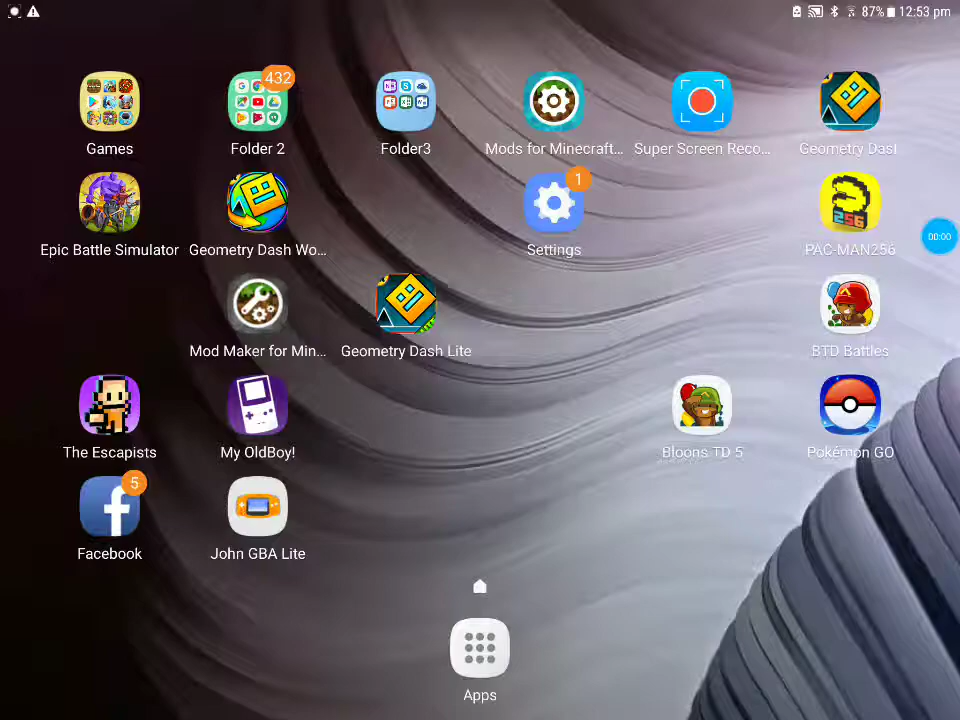 87% 12:53 pm
432
Games
Folder 2
Folder3
Mods for Minecraft...
Super Screen Reco...
Geometry Dasl
1
256
00:00
Epic Battle Simulator
Geometry Dash Wo...
Settings
PAC-MAN256
Mod Maker for Min...
Geometry Dash Lite
BTD Battles
The Escapists
My OldBoy!
Bloons TD 5
Pokémon GO
5
f
Facebook
John GBA Lite
Apps